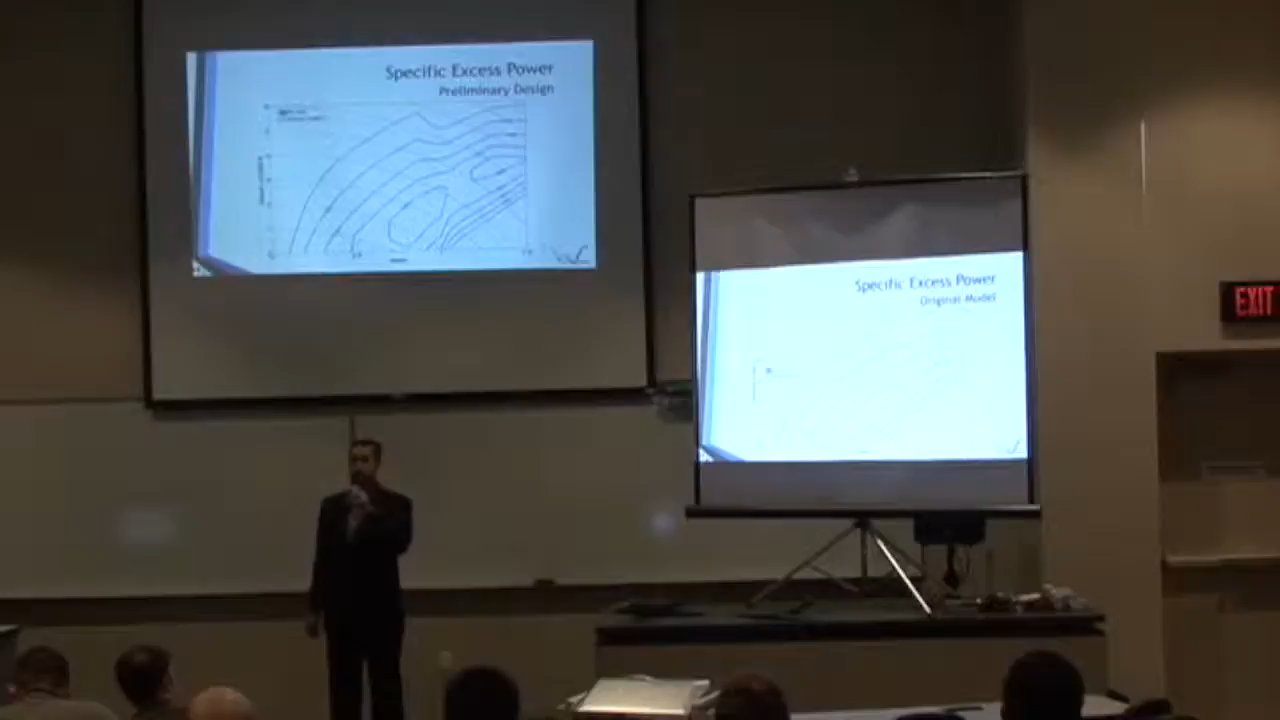 Specific Excess Power
Preliminary Design
Specific Excess Power
Original Model
EXIT